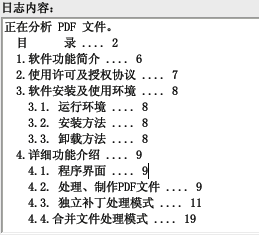 日志内容:
正在分析 PDF 文件。
目 录 .... 2
1.软件功能简介 .... 6
2.使用许可及授权协议 .... 7
3.软件安装及使用环境 .... 8
3.1. 运行环境 .... 8
3.2. 安装方法 .... 8
3.3. 卸载方法 .... 8
4.详细功能介绍 .... 9
4.1. 程序界面 .... 9
4.2. 处理、制作PDF文件 .... 9
4.3. 独立补丁处理模式 .... 11
4.4.合并文件处理模式 .... 19